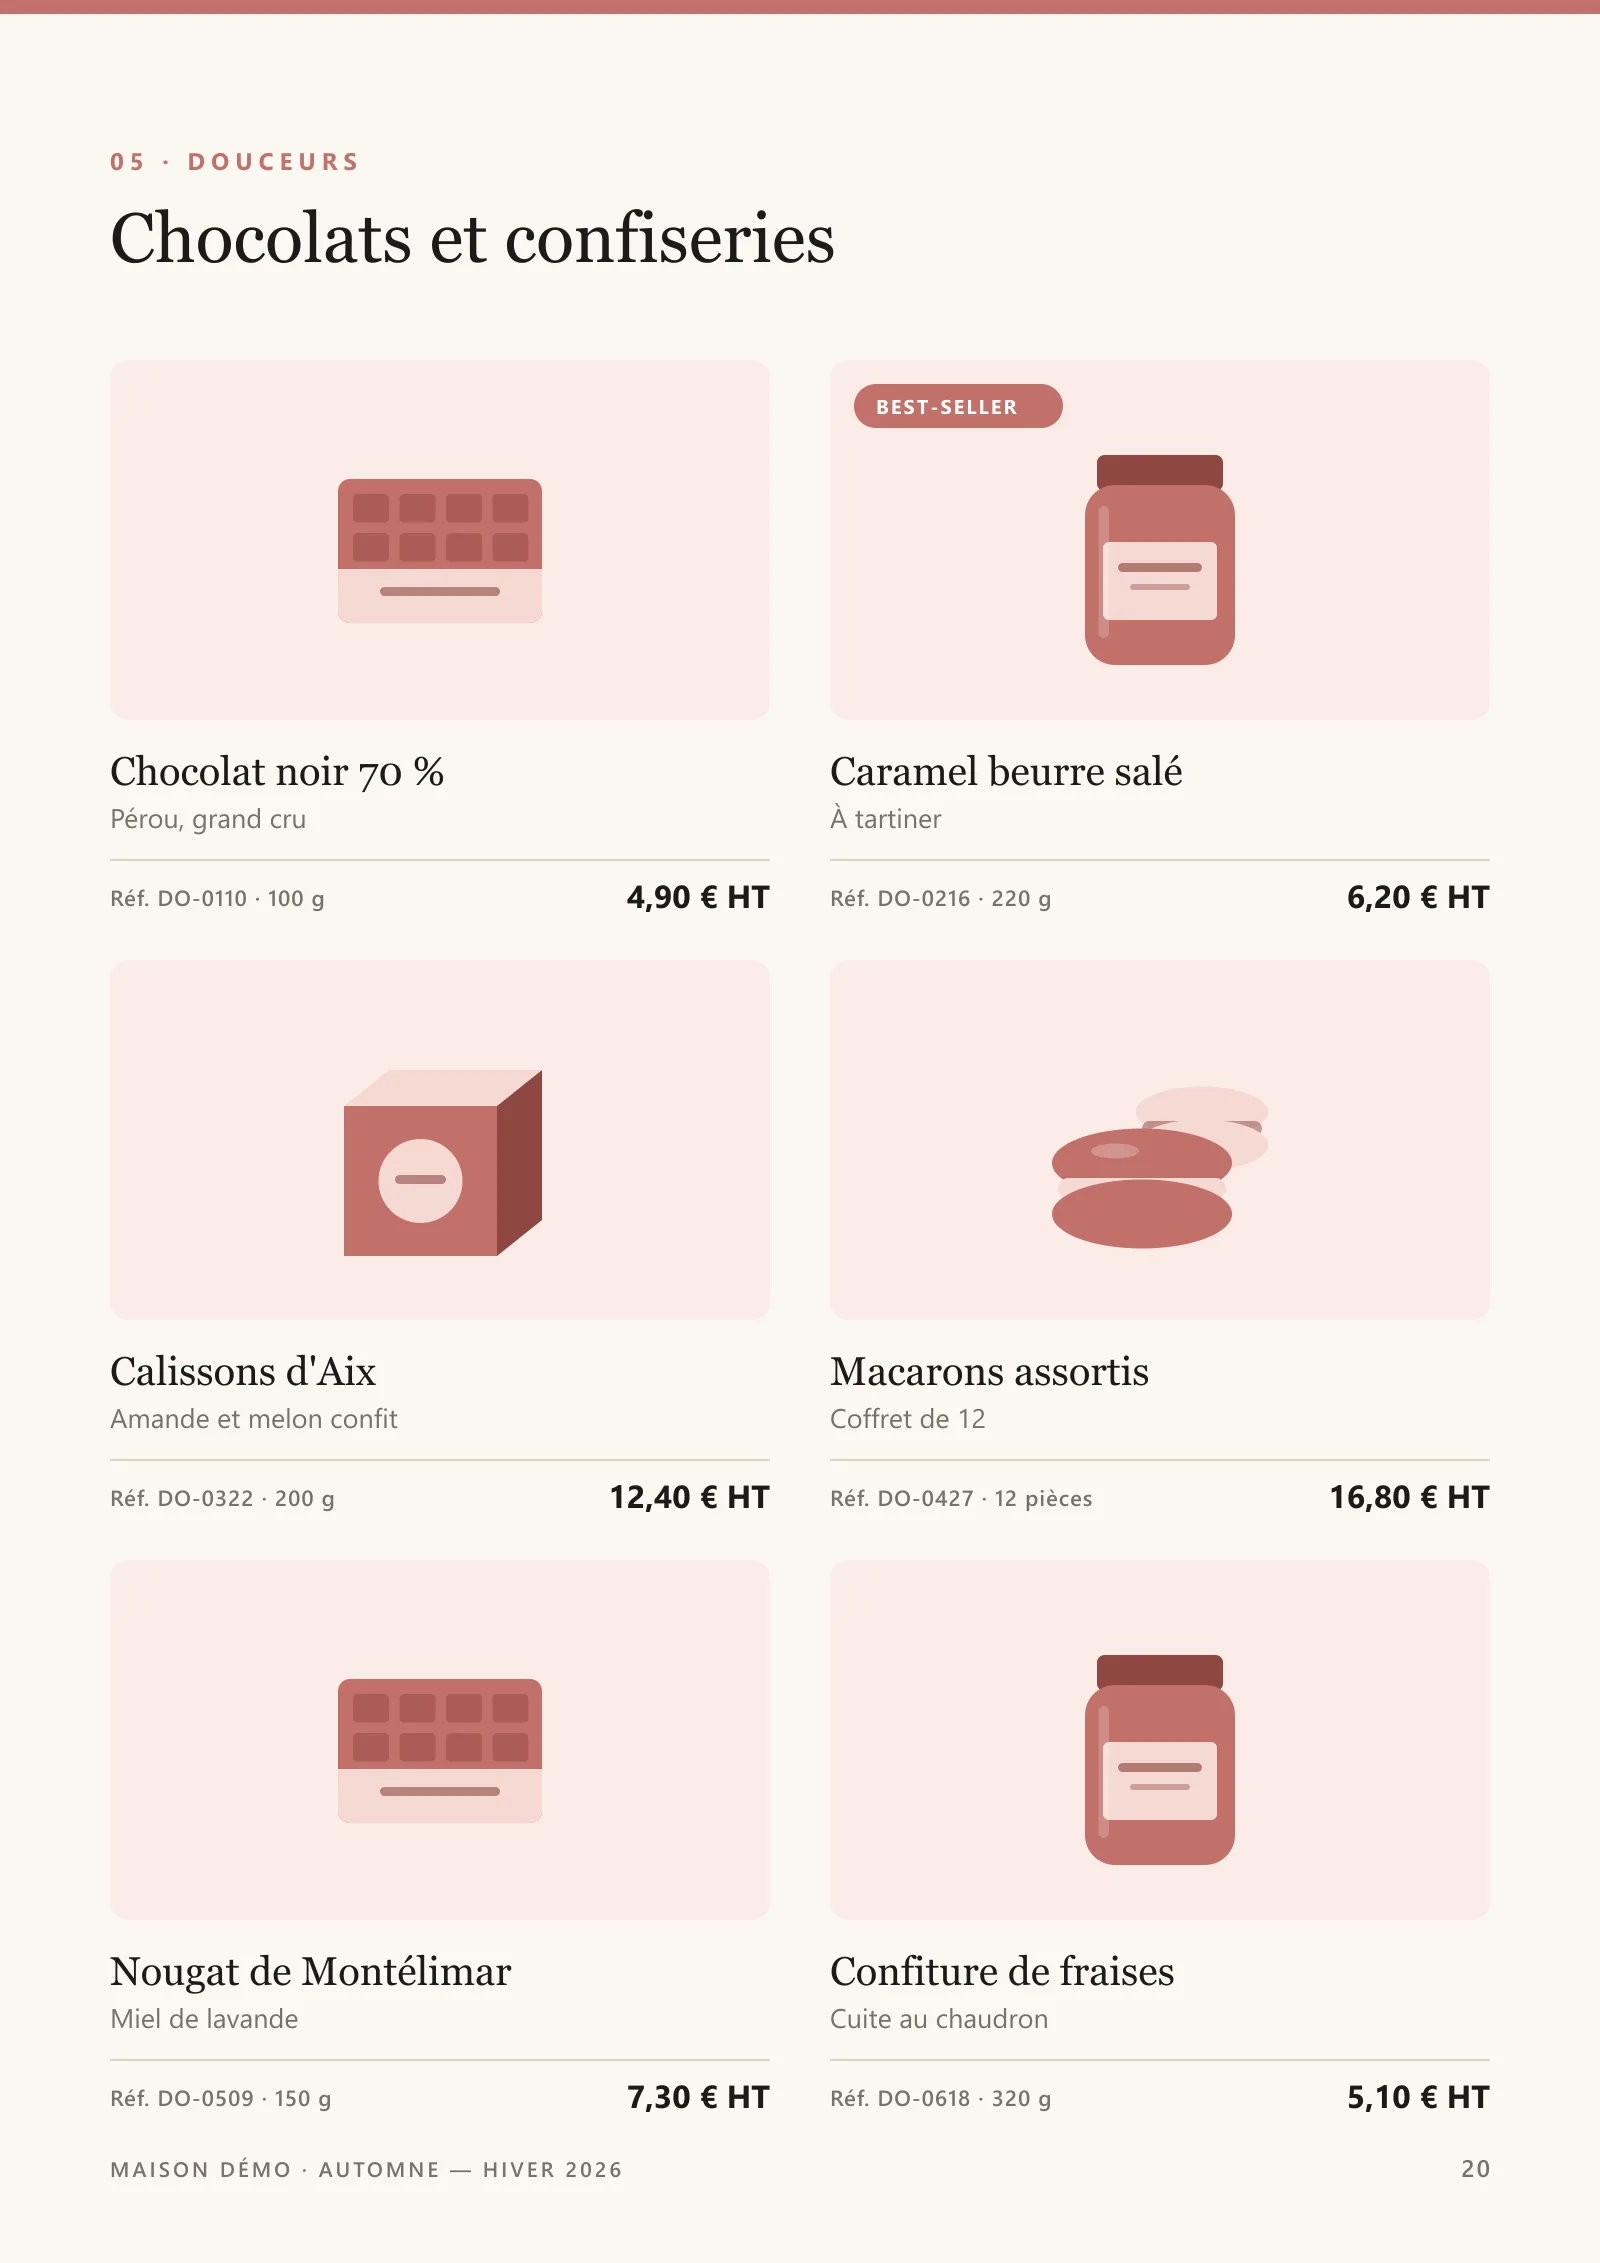 05 · DOUCEURS
Chocolats et confiseries
BEST-SELLER
Chocolat noir 70 %
Pérou, grand cru
Réf. DO-0110 · 100 g
4,90 € HT
Caramel beurre salé
À tartiner
Réf. DO-0216 · 220 g
6,20 € HT
Calissons d'Aix
Amande et melon confit
Réf. DO-0322 · 200 g
12,40 € HT
Macarons assortis
Coffret de 12
Réf. DO-0427 · 12 pièces
16,80 € HT
Nougat de Montélimar
Miel de lavande
Réf. DO-0509 · 150 g
7,30 € HT
Confiture de fraises
Cuite au chaudron
Réf. DO-0618 · 320 g
5,10 € HT
MAISON DÉMO · AUTOMNE — HIVER 2026
20